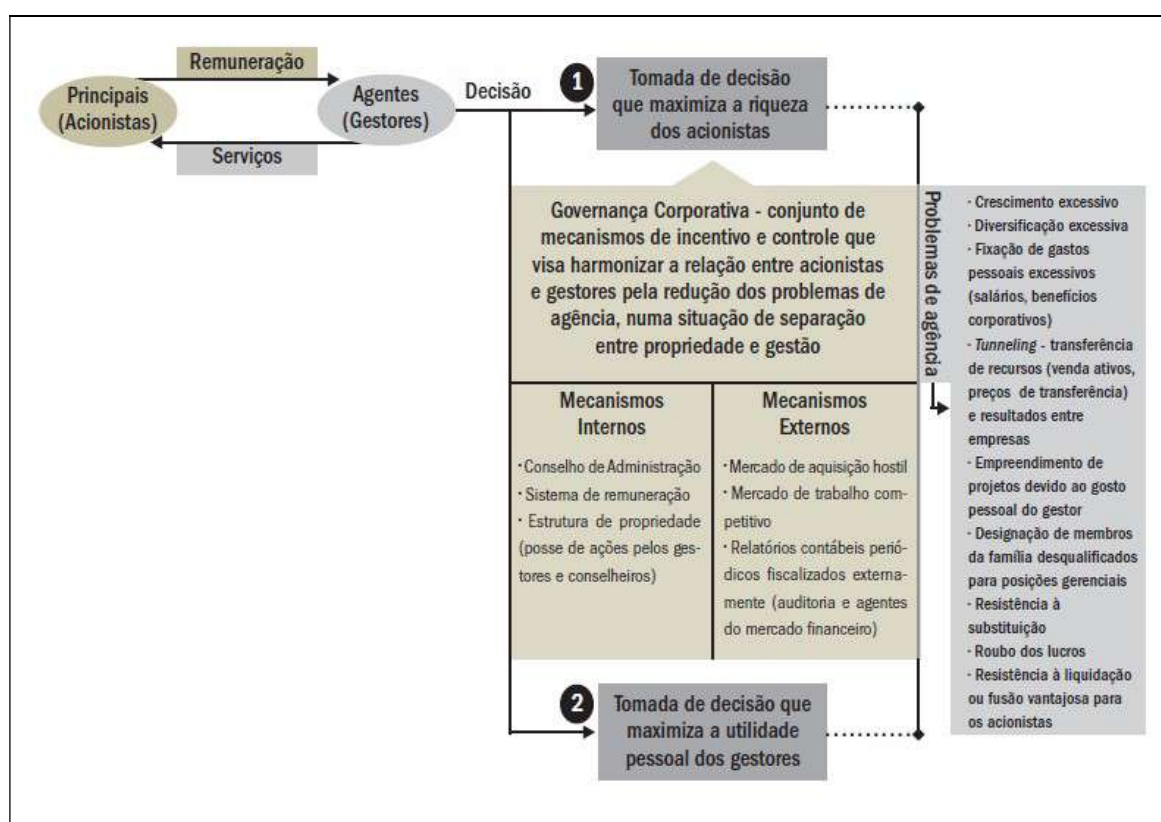 Remuneração
Principais
(Acionistas)
Agentes
(Gestores)
Serviços
Decisão
1
Tomada de decisão
que maximiza a riqueza
dos acionistas
Governança Corporativa - conjunto de
mecanismos de incentivo e controle que
visa harmonizar a relação entre acionistas
e gestores pela redução dos problemas de
agência, numa situação de separação
entre propriedade e gestão
Mecanismos
Internos
· Conselho de Administração
· Sistema de remuneração
· Estrutura de propriedade
(posse de ações pelos ges-
tores e conselheiros)
Mecanismos
Externos
· Mercado de aquisição hostil
· Mercado de trabalho com-
petitivo
· Relatórios contábeis perió-
dicos fiscalizados externa-
mente (auditoria e agentes
do mercado financeiro)
Problemas de agência
· Crescimento excessivo
· Diversificação excessiva
· Fixação de gastos
pessoais excessivos
(salários, benefícios
corporativos)
· Tunneling - transferência
de recursos (venda ativos,
preços de transferência)
e resultados entre
empresas
· Empreendimento de
projetos devido ao gosto
pessoal do gestor
· Designação de membros
da família desqualificados
para posições gerenciais
· Resistência à
substituição
· Roubo dos lucros
· Resistência à liquidação
ou fusão vantajosa para
os acionistas
2
Tomada de decisão que
maximiza a utilidade
pessoal dos gestores